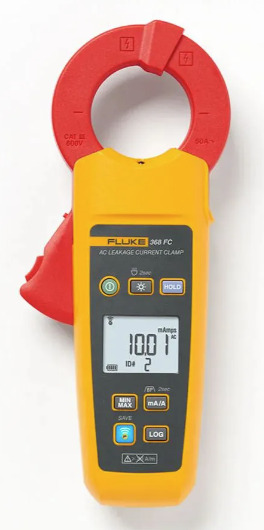 CAT III
600V
60A ~
FLUKE 368 FC
AC LEAKAGE CURRENT CLAMP
2sec
HOLD
mAmps
10.01 AC
ID# 2
2sec
MIN
MAX
mA/A
SAVE
LOG
A/m